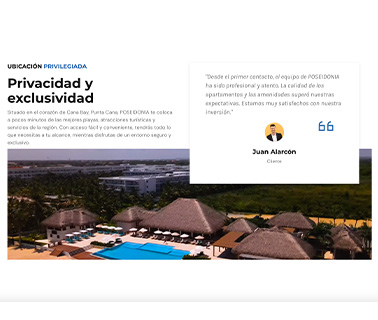 UBICACIÓN PRIVILEGIADA
Privacidad y
exclusividad
Situado en el corazón de Cana Bay, Punta Cana, POSEIDONIA te coloca
a pocos minutos de las mejores playas, atracciones turísticas y
servicios de la región. Con acceso fácil y conveniente, tendrás todo lo
que necesitas a tu alcance, mientras disfrutas de un entorno seguro y
exclusivo.
"Desde el primer contacto, el equipo de POSEIDONIA
ha sido profesional y atento. La calidad de los
apartamentos y las amenidades superó nuestras
expectativas. Estamos muy satisfechos con nuestra
inversión."
Juan Alarcón